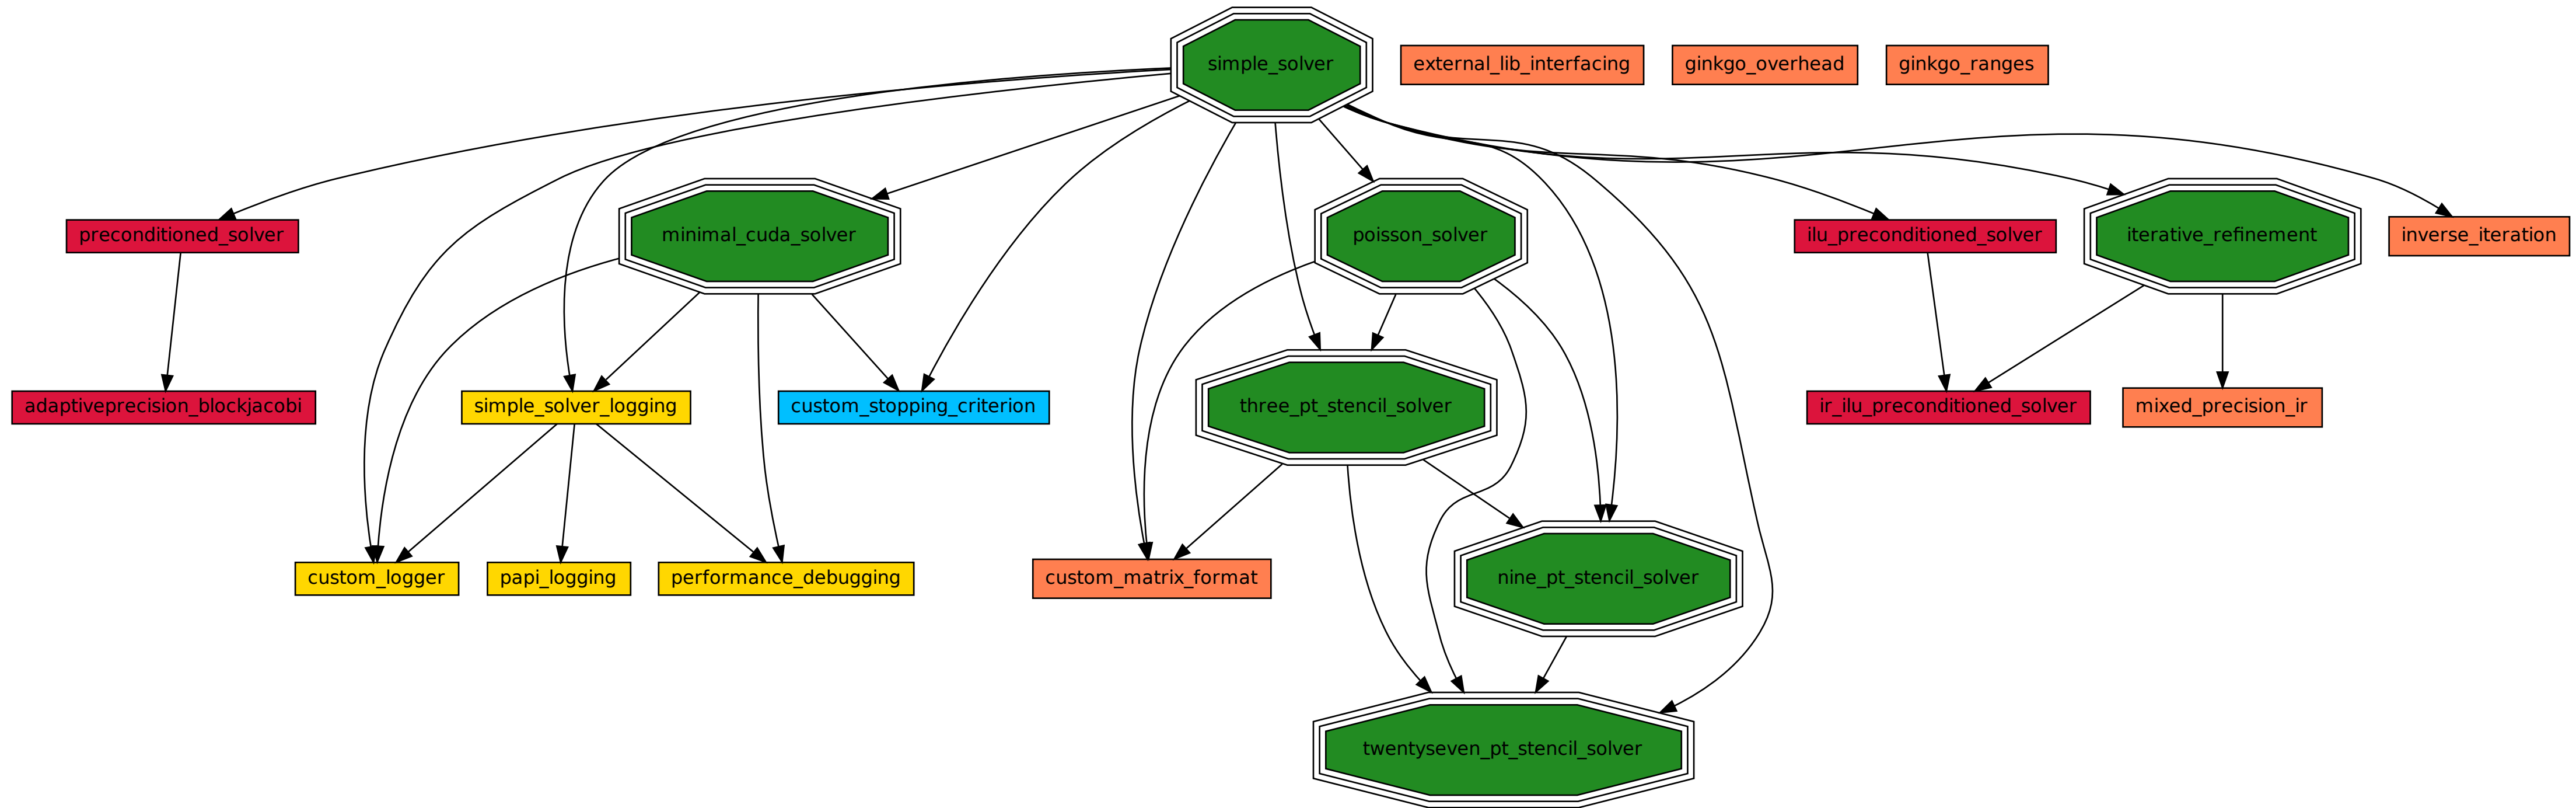 simple_solver
external_lib_interfacing
ginkgo_overhead
ginkgo_ranges
preconditioned_solver
minimal_cuda_solver
poisson_solver
ilu_preconditioned_solver
iterative_refinement
inverse_iteration
adaptiveprecision_blockjacobi
simple_solver_logging
custom_stopping_criterion
three_pt_stencil_solver
ir_ilu_preconditioned_solver
mixed_precision_ir
custom_logger
papi_logging
performance_debugging
custom_matrix_format
nine_pt_stencil_solver
twentyseven_pt_stencil_solver